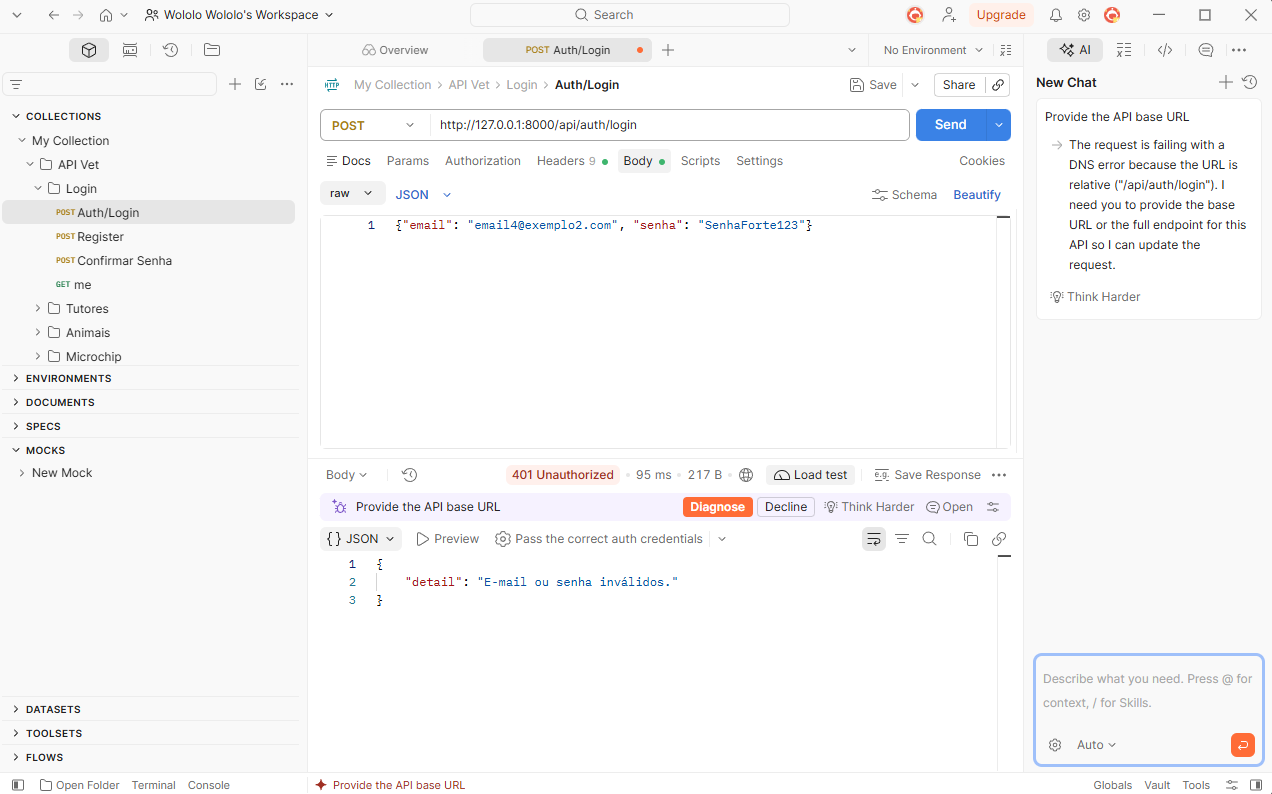 Wololo Wololo's Workspace
Search
Upgrade
Overview
POST Auth/Login
No Environment
AI
My Collection > API Vet > Login > Auth/Login
Save
Share
New Chat
POST
http://127.0.0.1:8000/api/auth/login
Send
Docs
Params
Authorization
Headers 9
Body
Scripts
Settings
Cookies
raw
JSON
Schema
Beautify
1 {"email": "email4@exemplo2.com", "senha": "SenhaForte123"}
COLLECTIONS
My Collection
API Vet
Login
POST Auth/Login
POST Register
POST Confirmar Senha
GET me
Tutores
Animais
Microchip
ENVIRONMENTS
DOCUMENTS
SPECS
MOCKS
New Mock
DATASETS
TOOLSETS
FLOWS
Body
401 Unauthorized
95 ms
217 B
Load test
e.g. Save Response
Provide the API base URL
Diagnose
Decline
Think Harder
Open
{} JSON
Preview
Pass the correct auth credentials
1 {
2 "detail": "E-mail ou senha inválidos."
3 }
Provide the API base URL
The request is failing with a
DNS error because the URL is
relative ("/api/auth/login"). I
need you to provide the base
URL or the full endpoint for this
API so I can update the
request.
Think Harder
Describe what you need. Press @ for
context, / for Skills.
Auto
Open Folder
Terminal
Console
Provide the API base URL
Globals
Vault
Tools